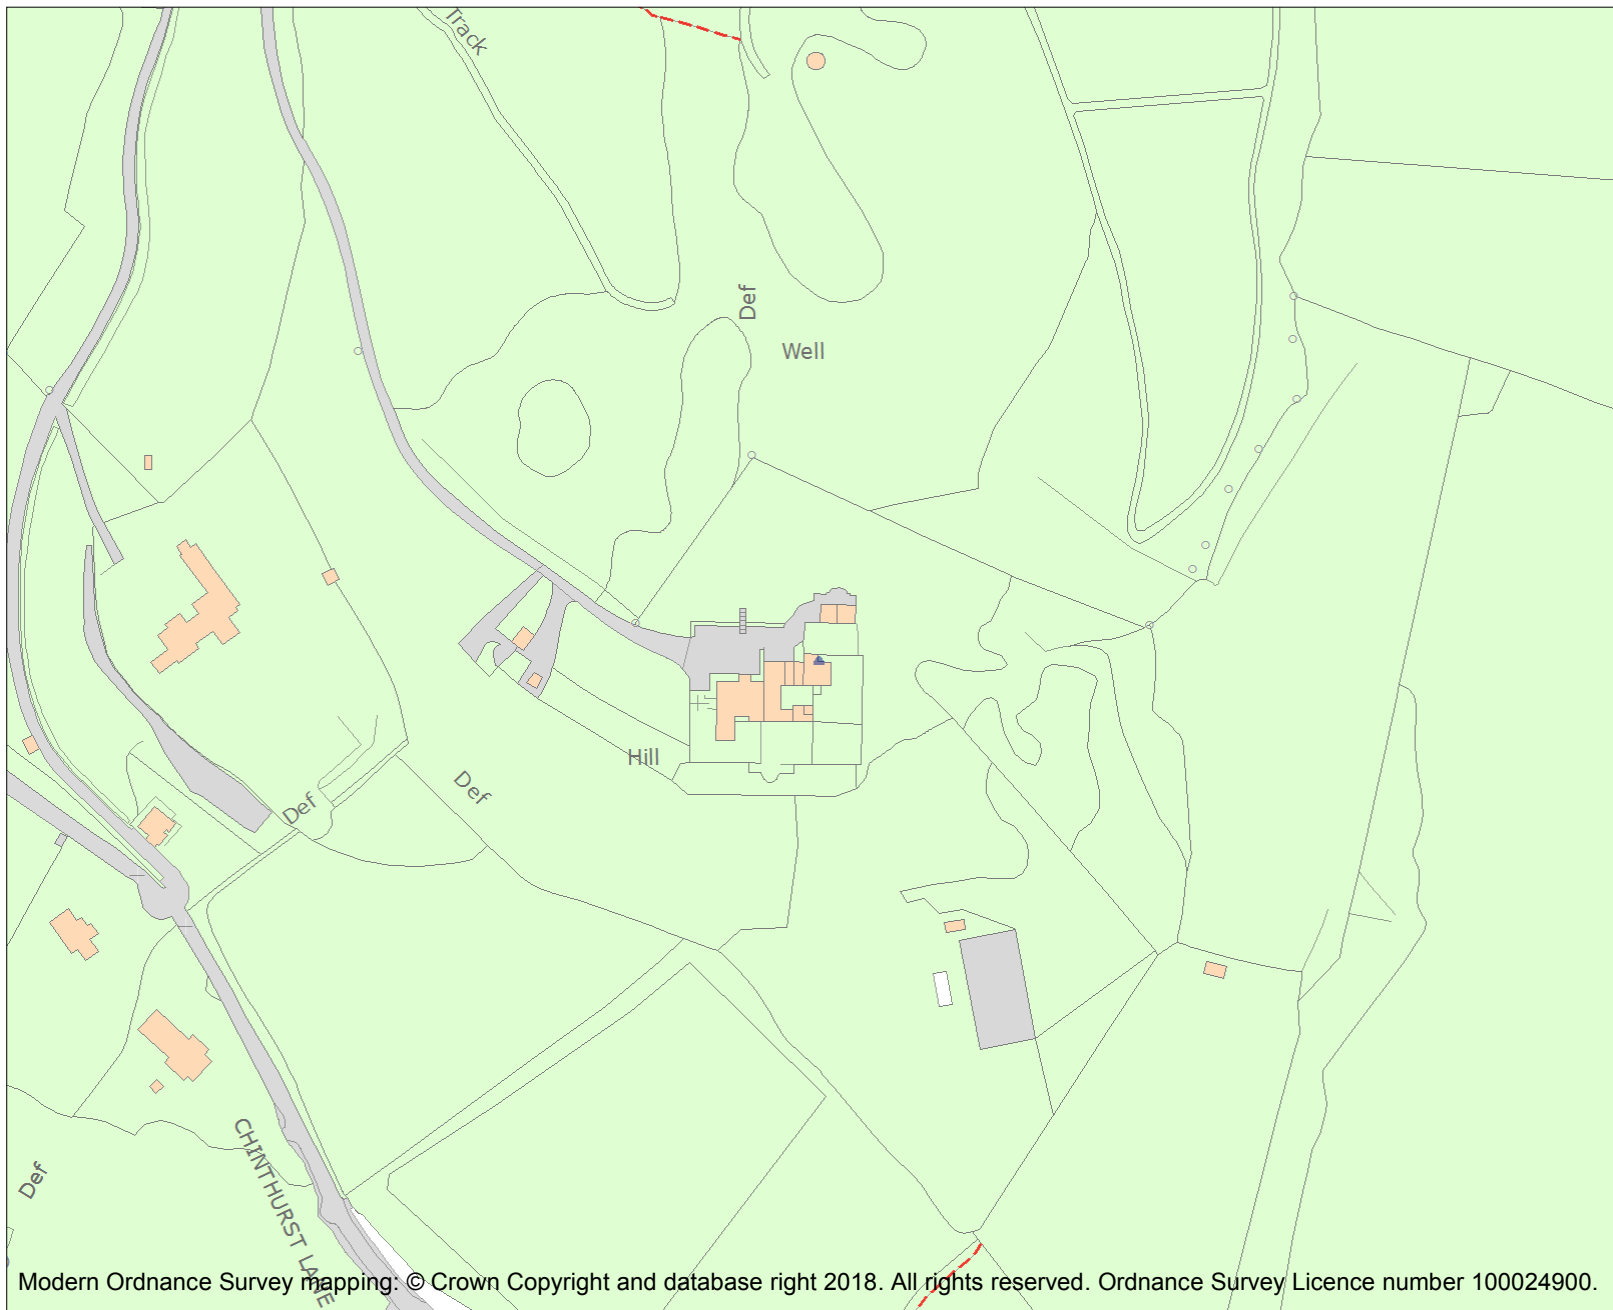 Track
Def
Well
Hill
Def
Def
Def
CHINTHURST LANE
Modern Ordnance Survey mapping: © Crown Copyright and database right 2018. All rights reserved. Ordnance Survey Licence number 100024900.